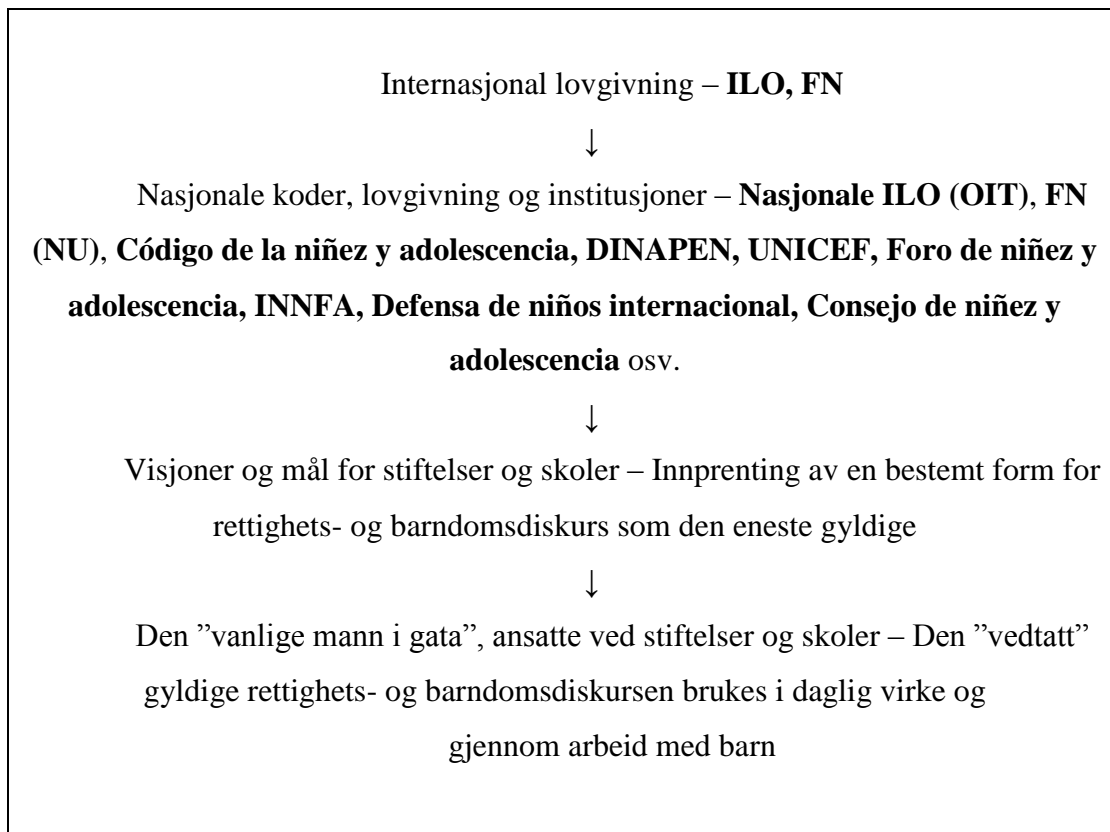 Internasjonal lovgivning – ILO, FN
↓
Nasjonale koder, lovgivning og institusjoner – Nasjonale ILO (OIT), FN
(NU), Código de la niñez y adolescencia, DINAPEN, UNICEF, Foro de niñez y
adolescencia, INNFA, Defensa de niños internacional, Consejo de niñez y
adolescencia osv.
↓
Visjoner og mål for stiftelser og skoler – Innprenting av en bestemt form for
rettighets- og barndomsdiskurs som den eneste gyldige
↓
Den ”vanlige mann i gata”, ansatte ved stiftelser og skoler – Den ”vedtatt”
gyldige rettighets- og barndomsdiskursen brukes i daglig virke og
gjennom arbeid med barn